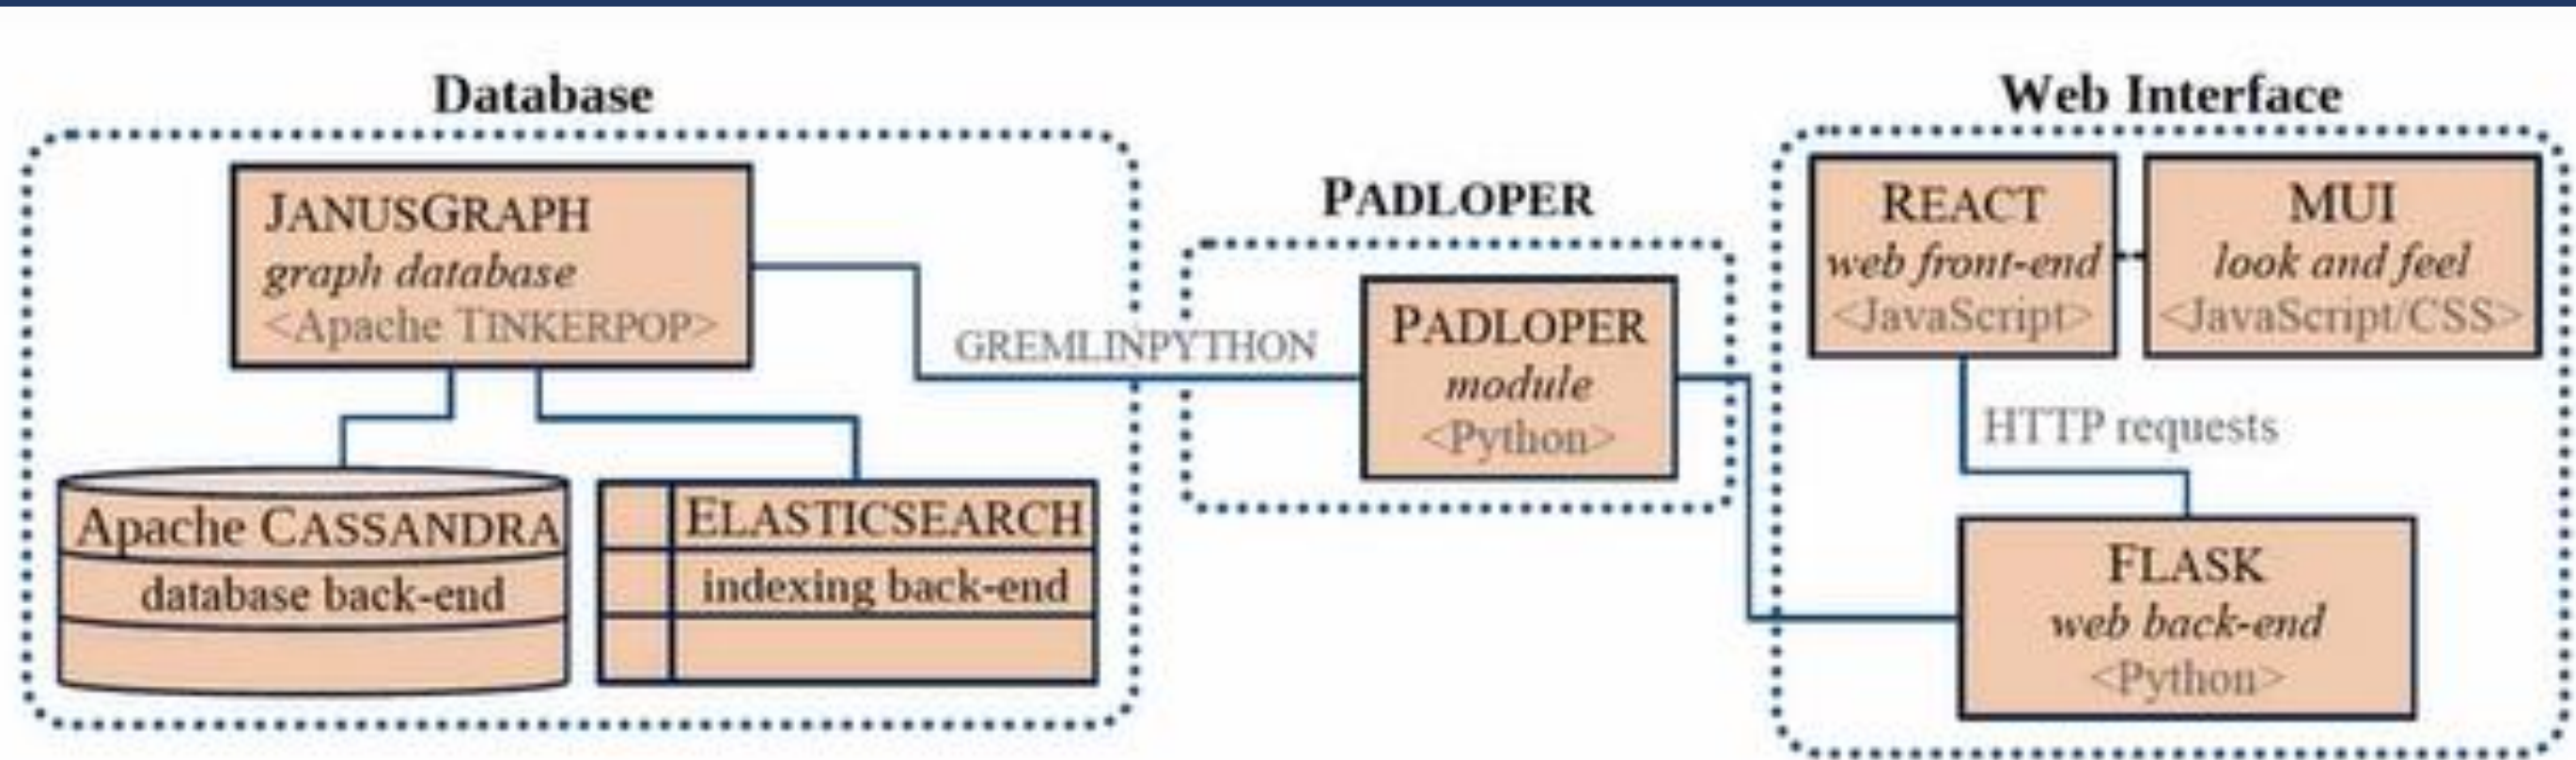 Database
JANUSGRAPH
graph database
<Apache TINKERPOP>
Apache CASSANDRA
database back-end
ELASTICSEARCH
indexing back-end
GREMLINPYTHON
PADLOPER
PADLOPER
module
<Python>
Web Interface
REACT
web front-end
<JavaScript>
MUI
look and feel
<JavaScript/CSS>
HTTP requests
FLASK
web back-end
<Python>